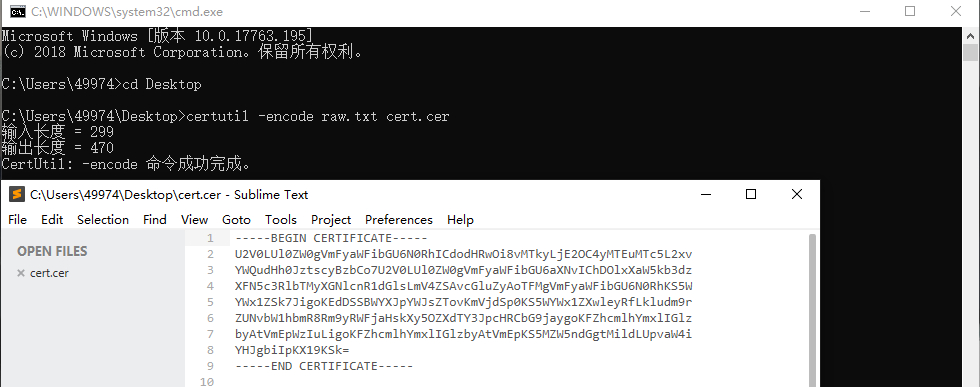 C:\WINDOWS\system32\cmd.exe
Microsoft Windows [版本 10.0.17763.195]
(c) 2018 Microsoft Corporation。保留所有权利。
C:\Users\49974>cd Desktop
C:\Users\49974\Desktop>certutil -encode raw.txt cert.cer
输入长度 = 299
输出长度 = 470
CertUtil: -encode 命令成功完成。
C:\Users\49974\Desktop\cert.cer - Sublime Text
File Edit Selection Find View Goto Tools Project Preferences Help
OPEN FILES
cert.cer
1 -----BEGIN CERTIFICATE-----
2 U2V0LUl0ZW0gVmFyaWFibGU6N0RhICdodHRwOi8vMTkyLjE2OC4yMTEuMTc5L2xv
3 YWQudHh0JztscyBzbCo7U2V0LUl0ZW0gVmFyaWFibGU6aXNvIChDOlxXaW5kb3dz
4 XFN5c3RlbTMyXGNlcnR1dGlsLmV4ZSAvcGluZyAoTFMgVmFyaWFibGU6N0RhKS5W
5 YWx1ZSk7JigoKEdDSSBWYXJpYWJsZTovKmVjdSp0KS5WYWx1ZXwleyRfLkludm9r
6 ZUNvbW1hbmR8Rm9yRWFjaHskXy5OZXdTY3JpcHRCbG9jaygoKFZhcmlhYmxlIGlz
7 byAtVmEpWzIuLigoKFZhcmlhYmxlIGlzbyAtVmEpKS5MZW5ndGgtMildLUpvaW4i
8 YHJgbiIpKX19KSk=
9 -----END CERTIFICATE-----
10